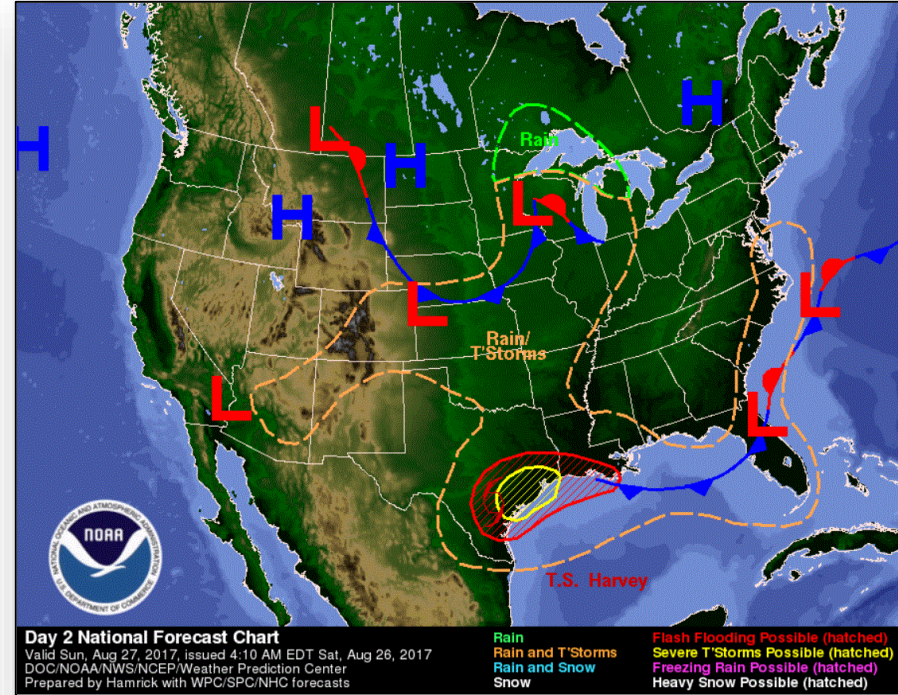 H
L
H
H
H
Rain
L
L
L
Rain/
T'Storms
L
L
T.S. Harvey
NATIONAL OCEANIC AND ATMOSPHERIC ADMINISTRATION
NOAA
U.S. DEPARTMENT OF COMMERCE
Day 2 National Forecast Chart
Valid Sun, Aug 27, 2017, issued 4:10 AM EDT Sat, Aug 26, 2017
DOC/NOAA/NWS/NCEP/Weather Prediction Center
Prepared by Hamrick with WPC/SPC/NHC forecasts
Rain
Rain and T'Storms
Rain and Snow
Snow
Flash Flooding Possible (hatched)
Severe T'Storms Possible (hatched)
Freezing Rain Possible (hatched)
Heavy Snow Possible (hatched)